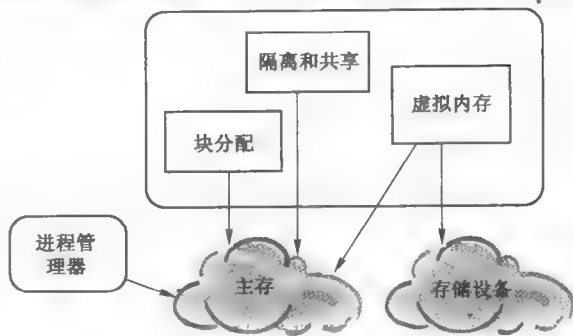 隔离和共享
虚拟内存
块分配
进程管
理器
主存
存储设备